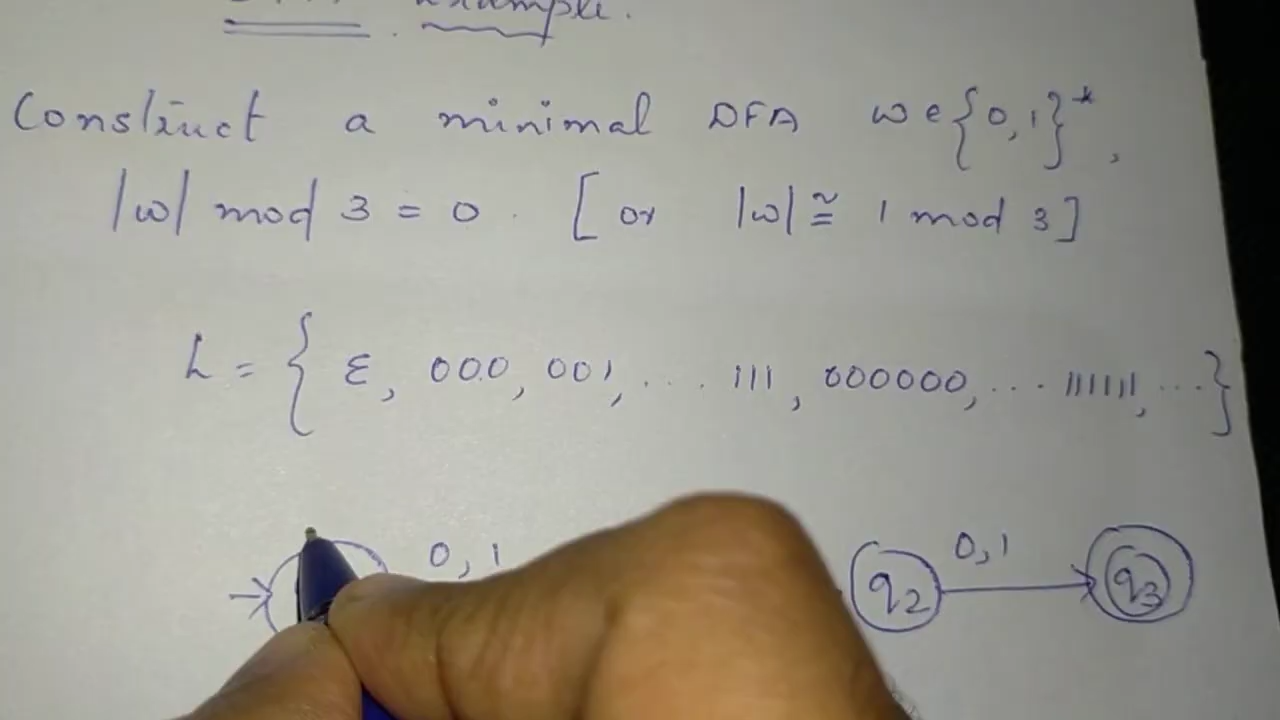 example.
Construct a minimal DFA w ∈ {0,1}*,
|w| mod 3 = 0. [or |w| ≅ 1 mod 3]
L = { ε, 000, 001, ... 111, 000000, ... 111111, ... }
0,1 q2 0,1 q3